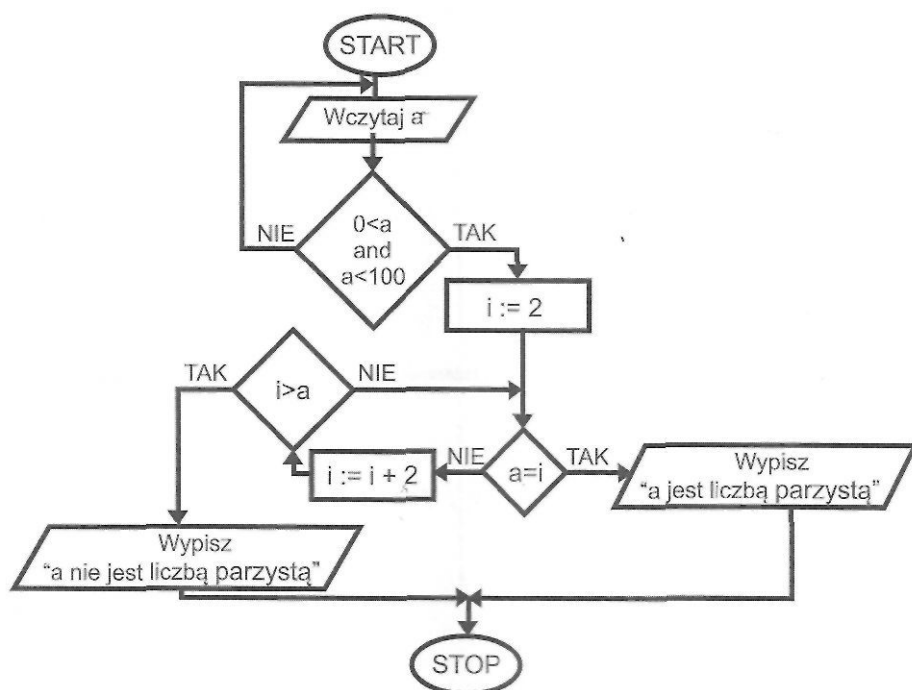 START
Wczytaj a
0<a
and
a<100
NIE
TAK
i := 2
TAK
i>a
NIE
NIE
a=i
TAK
i := i + 2
Wypisz
“a jest liczbą parzystą”
Wypisz
“a nie jest liczbą parzystą”
STOP